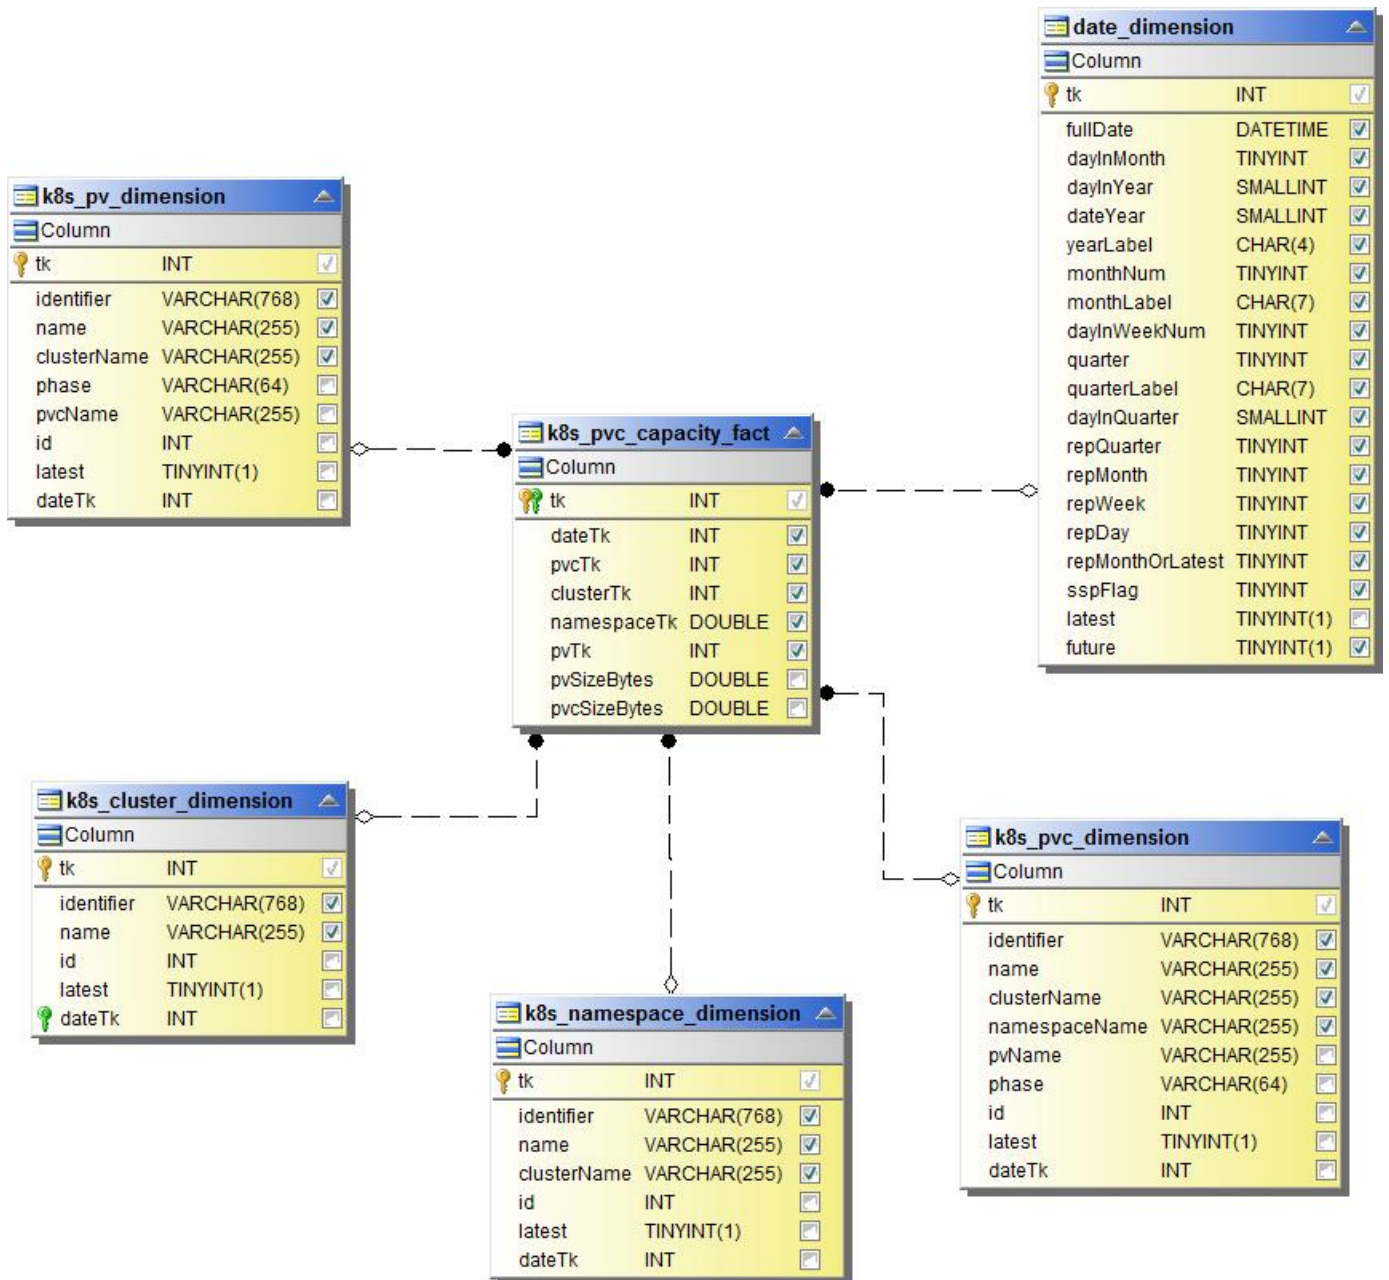 date_dimension
Column
tk INT
fullDate DATETIME
dayInMonth TINYINT
dayInYear SMALLINT
dateYear SMALLINT
yearLabel CHAR(4)
monthNum TINYINT
monthLabel CHAR(7)
dayInWeekNum TINYINT
quarter TINYINT
quarterLabel CHAR(7)
dayInQuarter SMALLINT
repQuarter TINYINT
repMonth TINYINT
repWeek TINYINT
repDay TINYINT
repMonthOrLatest TINYINT
sspFlag TINYINT
latest TINYINT(1)
future TINYINT(1)
k8s_pv_dimension
Column
tk INT
identifier VARCHAR(768)
name VARCHAR(255)
clusterName VARCHAR(255)
phase VARCHAR(64)
pvcName VARCHAR(255)
id INT
latest TINYINT(1)
dateTk INT
k8s_pvc_capacity_fact
Column
tk INT
dateTk INT
pvcTk INT
clusterTk INT
namespaceTk DOUBLE
pvTk INT
pvSizeBytes DOUBLE
pvcSizeBytes DOUBLE
k8s_cluster_dimension
Column
tk INT
identifier VARCHAR(768)
name VARCHAR(255)
id INT
latest TINYINT(1)
dateTk INT
k8s_pvc_dimension
Column
tk INT
identifier VARCHAR(768)
name VARCHAR(255)
clusterName VARCHAR(255)
namespaceName VARCHAR(255)
pvName VARCHAR(255)
phase VARCHAR(64)
id INT
latest TINYINT(1)
dateTk INT
k8s_namespace_dimension
Column
tk INT
identifier VARCHAR(768)
name VARCHAR(255)
clusterName VARCHAR(255)
id INT
latest TINYINT(1)
dateTk INT